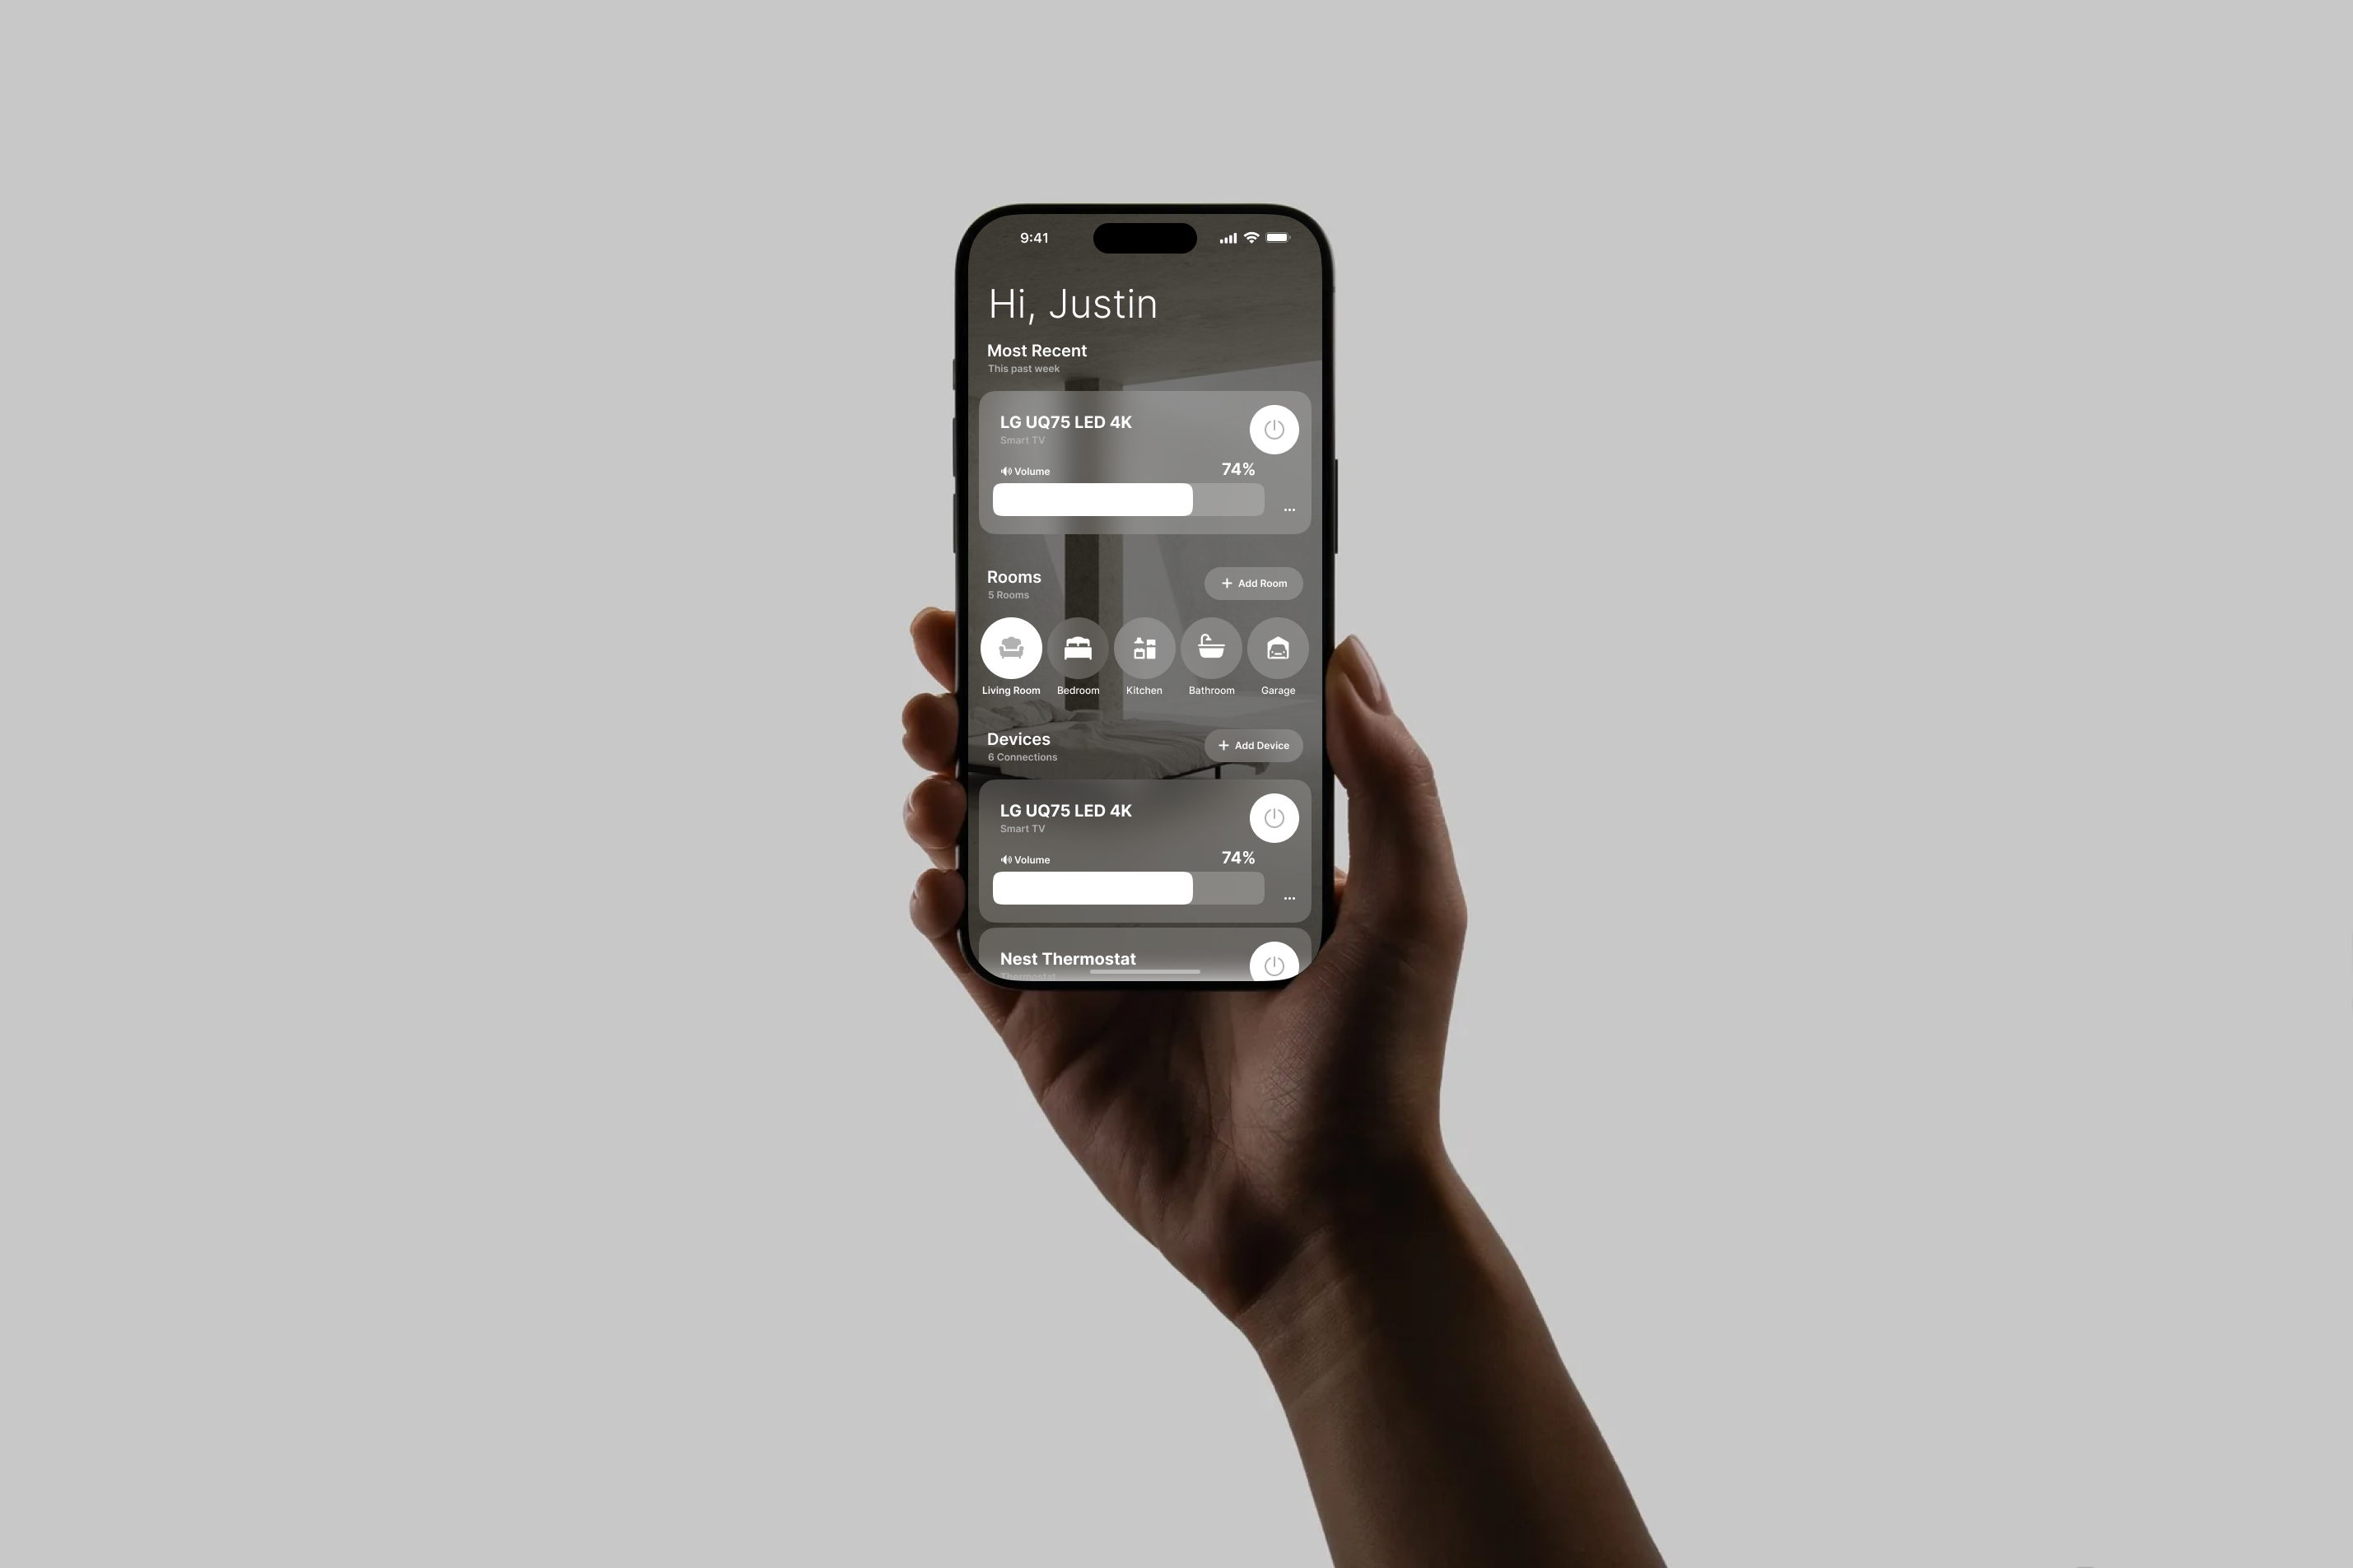 9:41
Hi, Justin
Most Recent
This past week
LG UQ75 LED 4K
Smart TV
Volume
74%
...
Rooms
5 Rooms
+ Add Room
Living Room
Bedroom
Kitchen
Bathroom
Garage
Devices
6 Connections
+ Add Device
LG UQ75 LED 4K
Smart TV
Volume
74%
...
Nest Thermostat
Thermostat